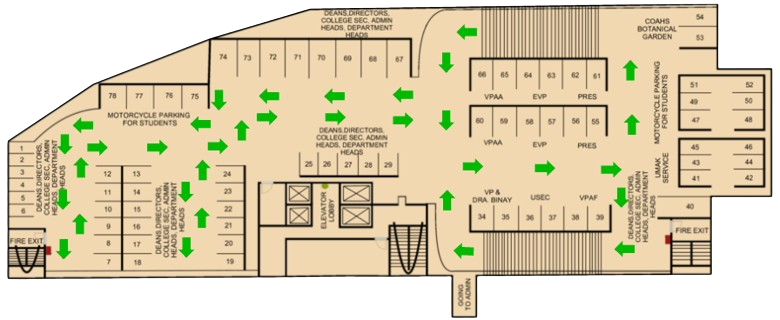 DEANS,DIRECTORS,
COLLEGE SEC, ADMIN
HEADS, DEPARTMENT
HEADS
74 73 72 71 70 69 68 67
78 77 76 75
MOTORCYCLE PARKING
FOR STUDENTS
COAHS
BOTANICAL
GARDEN
54
53
66 65 64 63 62 61
VPAA EVP PRES
MOTORCYCLE PARKING
FOR STUDENTS
51 52
49 50
47 48
60 59 58 57 56 55
VPAA EVP PRES
DEANS,DIRECTORS,
COLLEGE SEC, ADMIN
HEADS, DEPARTMENT
HEADS
25 26 27 28 29
1
2
3
4
5
6
DEANS,DIRECTORS,
COLLEGE SEC, ADMIN
HEADS, DEPARTMENT
HEADS
12 13
11 14
10 15
9 16
8 17
7 18
DEANS,DIRECTORS,
COLLEGE SEC, ADMIN
HEADS, DEPARTMENT
HEADS
24
23
22
21
20
19
ELEVATOR
LOBBY
UMAK
SERVICE
45 46
43 44
41 42
VP &
DRA. BINAY
USEC
VPAF
34 35 36 37 38 39
DEANS,DIRECTORS,
COLLEGE SEC, ADMIN
HEADS, DEPARTMENT
HEADS
40
FIRE EXIT
FIRE EXIT
GOING
TO ADMIN